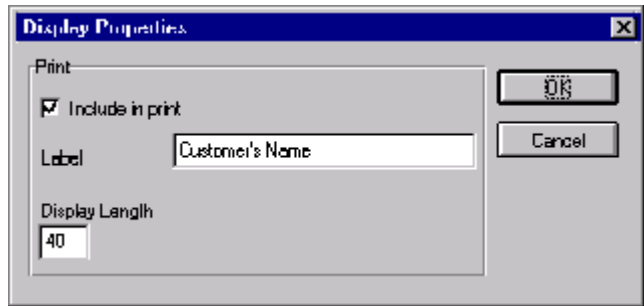 Display Properties
Print
Include in print
OK
Label
Customer's Name
Cancel
Display Length
40